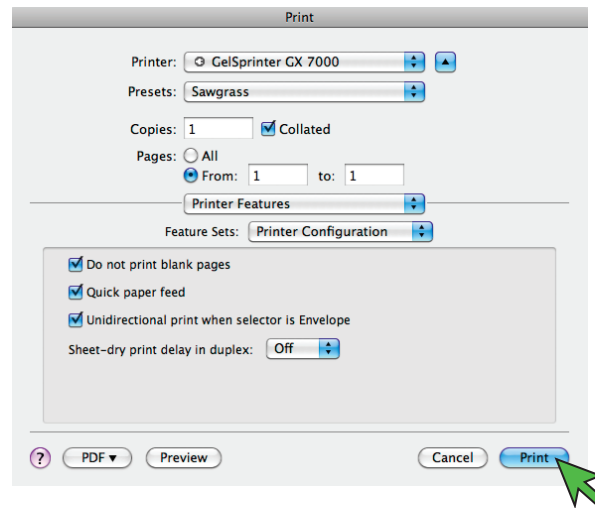 Print
Printer: GelSprinter GX 7000
Presets: Sawgrass
Copies: 1 Collated
Pages: All
From: 1 to: 1
Printer Features
Feature Sets: Printer Configuration
Do not print blank pages
Quick paper feed
Unidirectional print when selector is Envelope
Sheet-dry print delay in duplex: Off
? PDF Preview Cancel Print